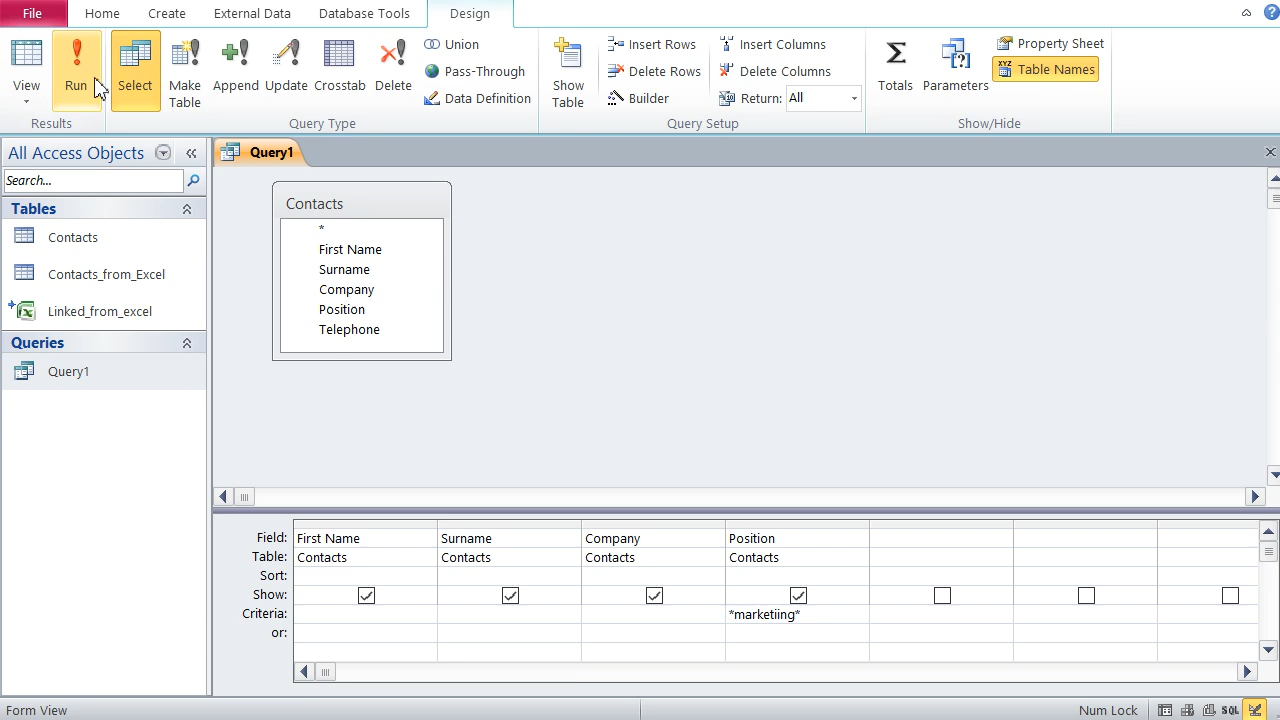 File Home Create External Data Database Tools Design
View Run Select Make Table Append Update Crosstab Delete
Union
Pass-Through
Data Definition
Show Table
Insert Rows
Delete Rows
Builder
Insert Columns
Delete Columns
Return: All
Totals Parameters
Property Sheet
XYZ Table Names
Results Query Type Query Setup Show/Hide
All Access Objects
Search...
Tables
Contacts
Contacts_from_Excel
Linked_from_excel
Queries
Query1
Query1
Contacts
*
First Name
Surname
Company
Position
Telephone
Field: First Name Surname Company Position
Table: Contacts Contacts Contacts Contacts
Sort:
Show:
Criteria: *marketiing*
or:
Form View Num Lock SQL